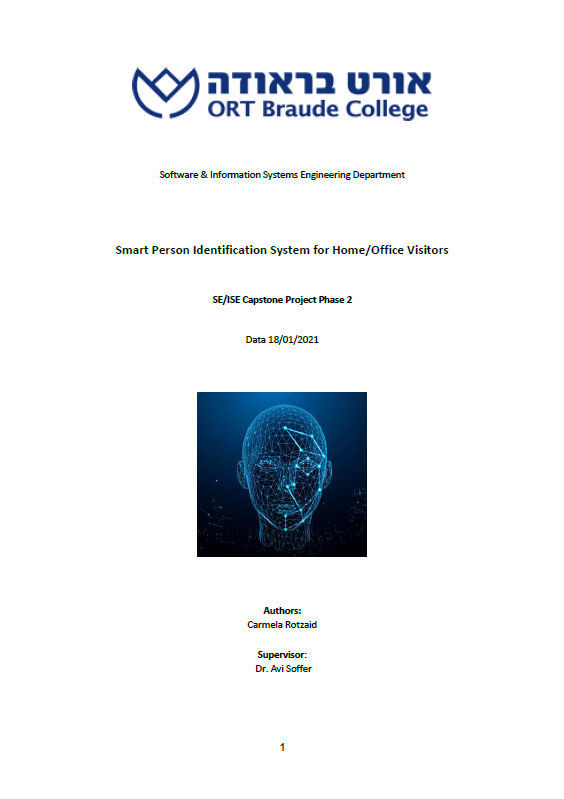 אורט בראודה
ORT Braude College
Software & Information Systems Engineering Department
Smart Person Identification System for Home/Office Visitors
SE/ISE Capstone Project Phase 2
Data 18/01/2021
Authors:
Carmela Rotzaid
Supervisor:
Dr. Avi Soffer
1